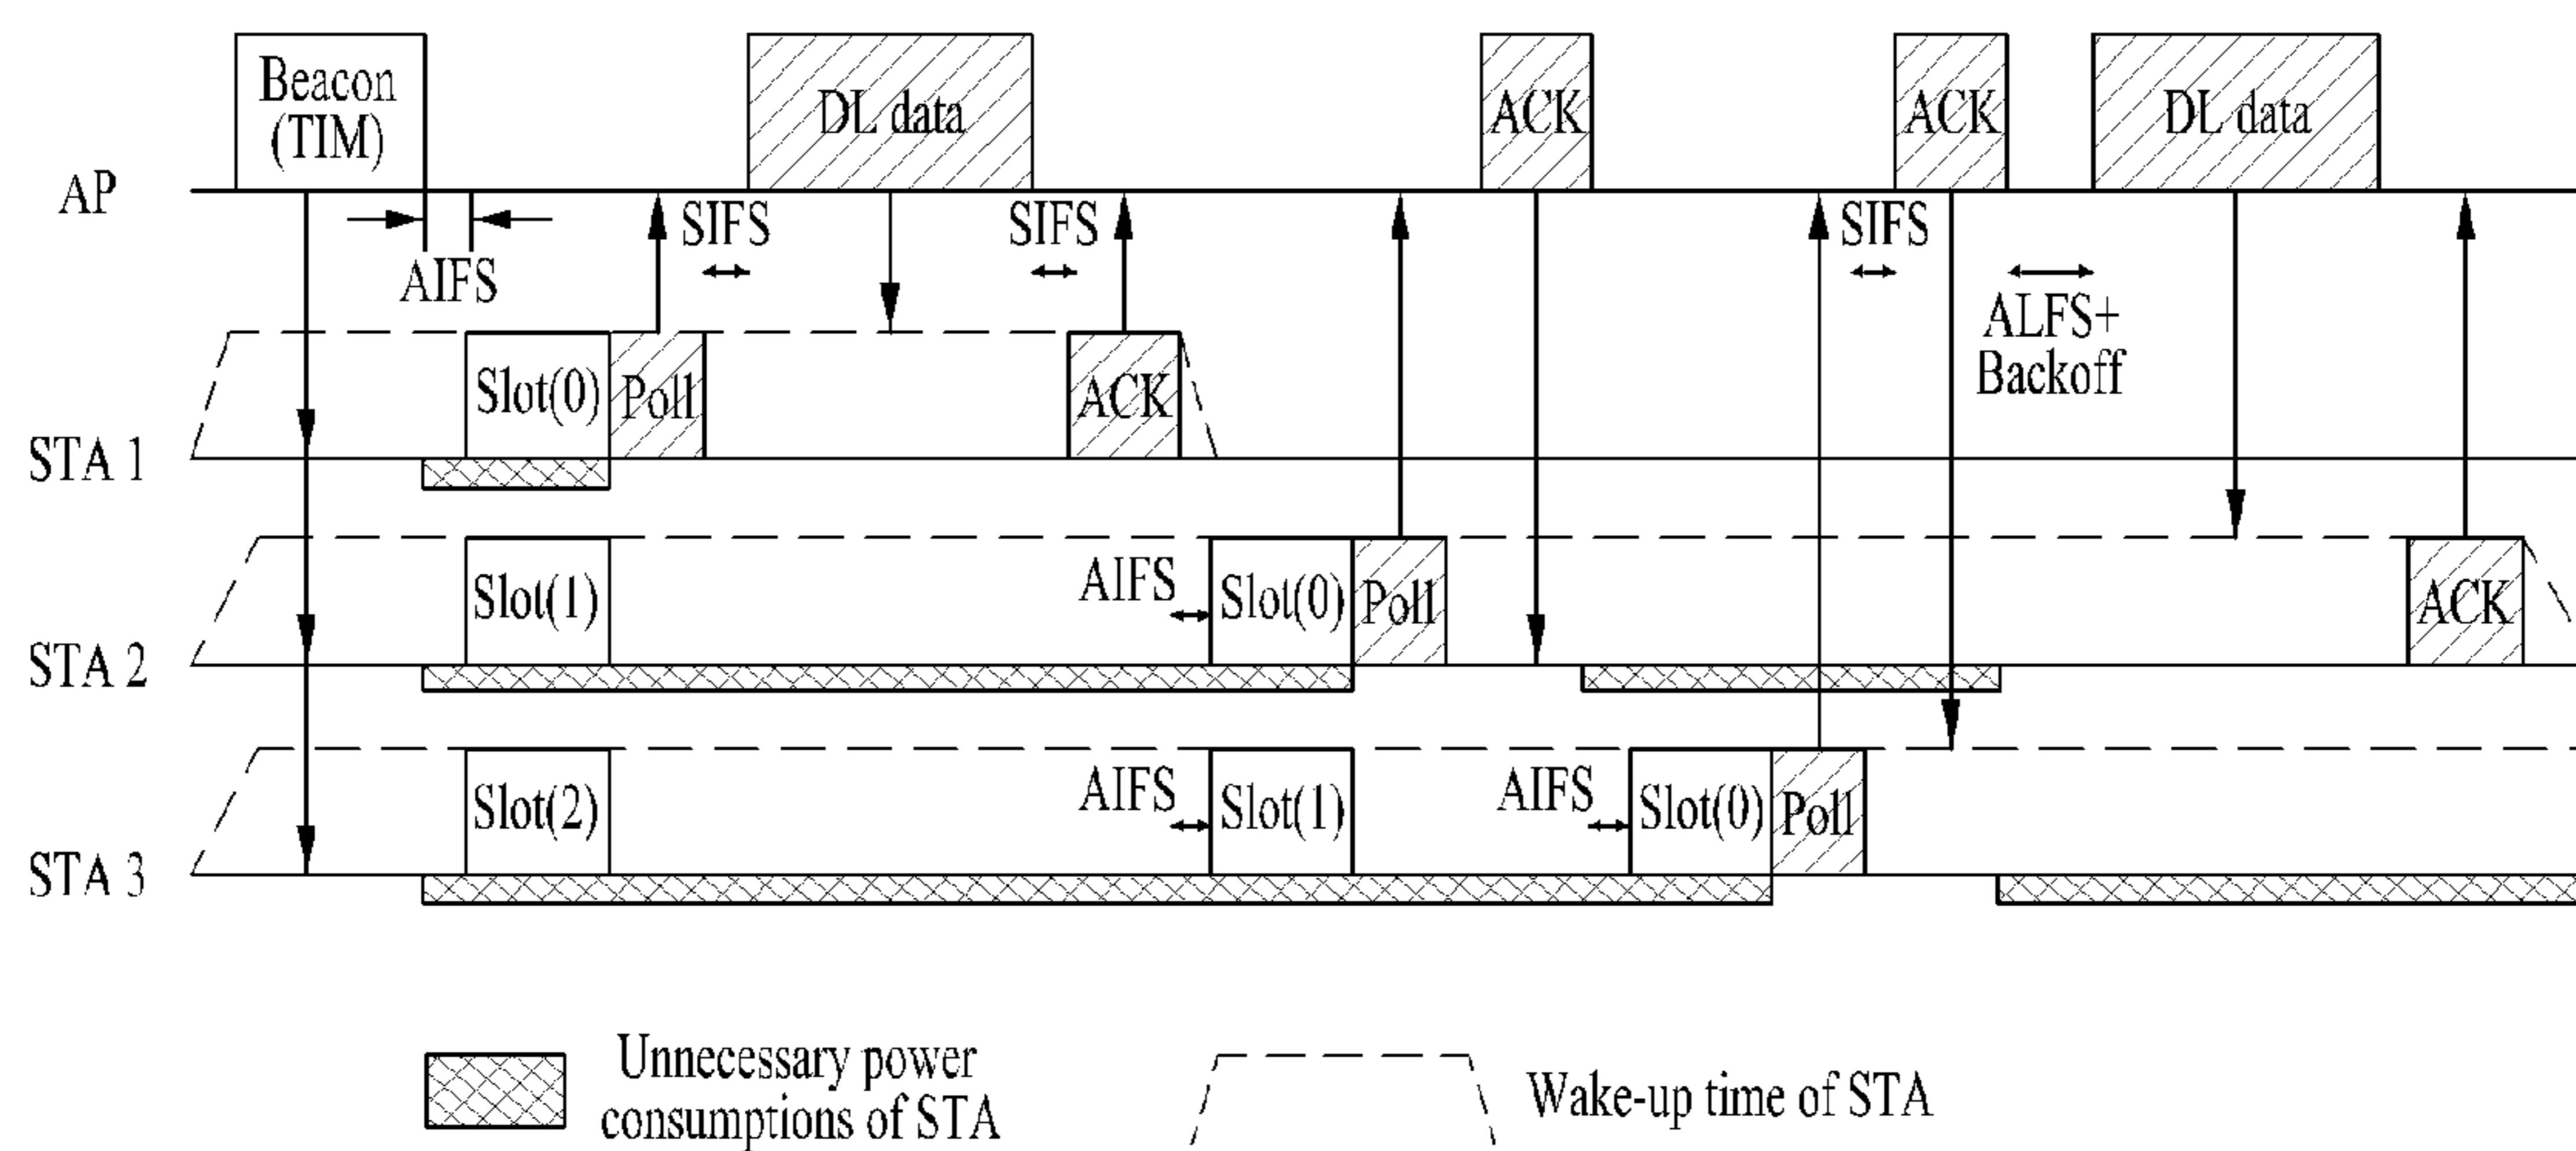 Beacon
(TIM)
DL data
ACK
ACK
DL data
AP
SIFS
SIFS
SIFS
AIFS
ALFS+
Backoff
Slot(0)
Poll
ACK
STA 1
Slot(1)
AIFS
Slot(0)
Poll
ACK
STA 2
Slot(2)
AIFS
Slot(1)
AIFS
Slot(0)
Poll
STA 3
Unnecessary power
consumptions of STA
Wake-up time of STA